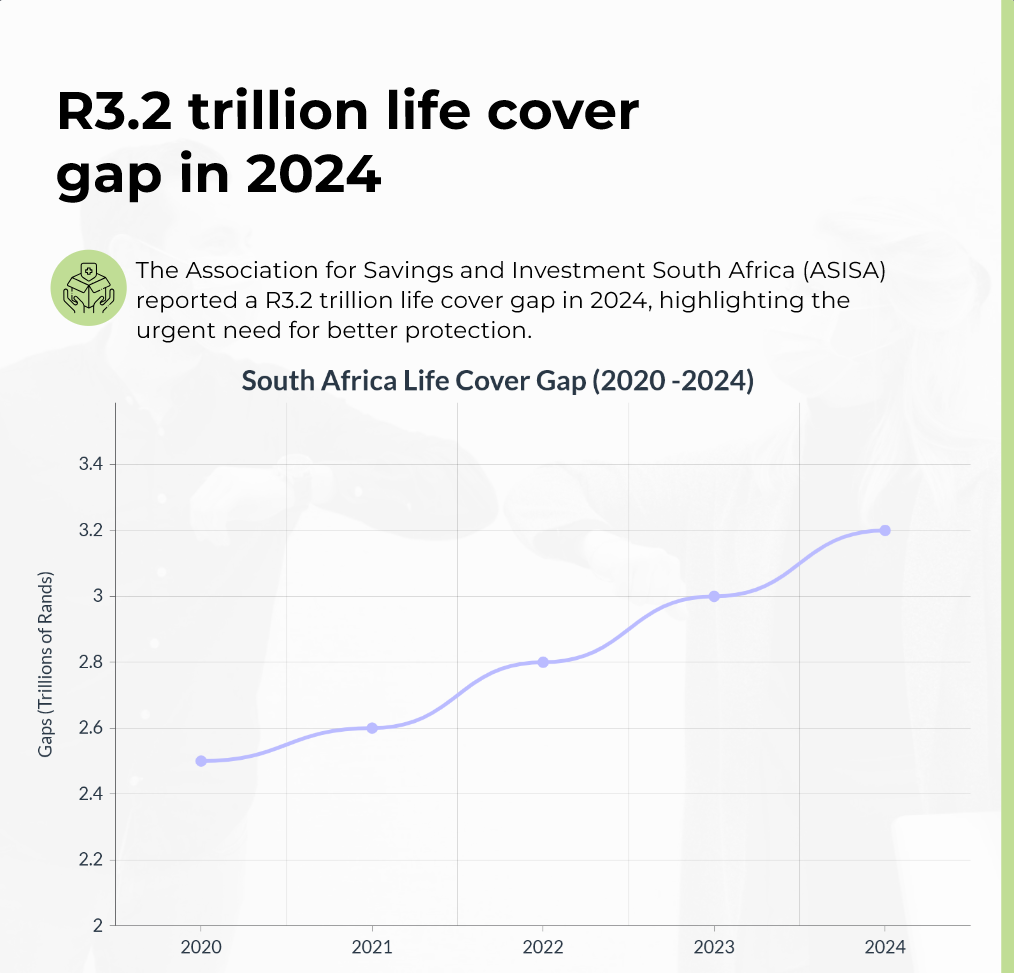 R3.2 trillion life cover
gap in 2024
The Association for Savings and Investment South Africa (ASISA)
reported a R3.2 trillion life cover gap in 2024, highlighting the
urgent need for better protection.
South Africa Life Cover Gap (2020 -2024)
3.4
3.2
3
2.8
2.6
2.4
2.2
2
Gaps (Trillions of Rands)
2020 2021 2022 2023 2024